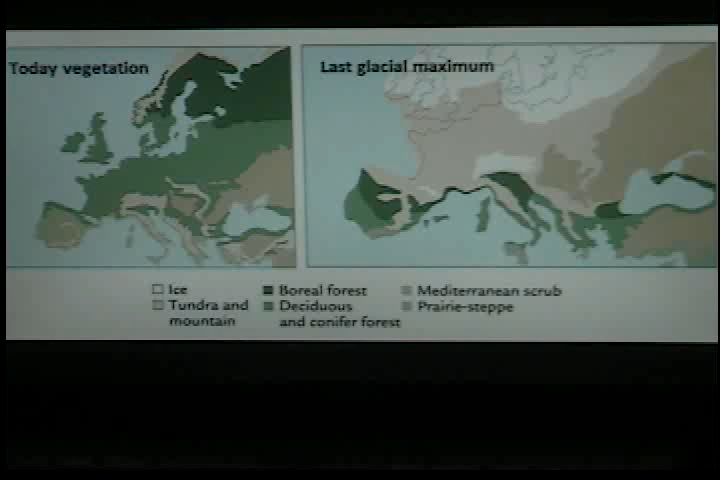 Today vegetation
Last glacial maximum
Ice
Boreal forest
Mediterranean scrub
Tundra and
mountain
Deciduous
and conifer forest
Prairie-steppe